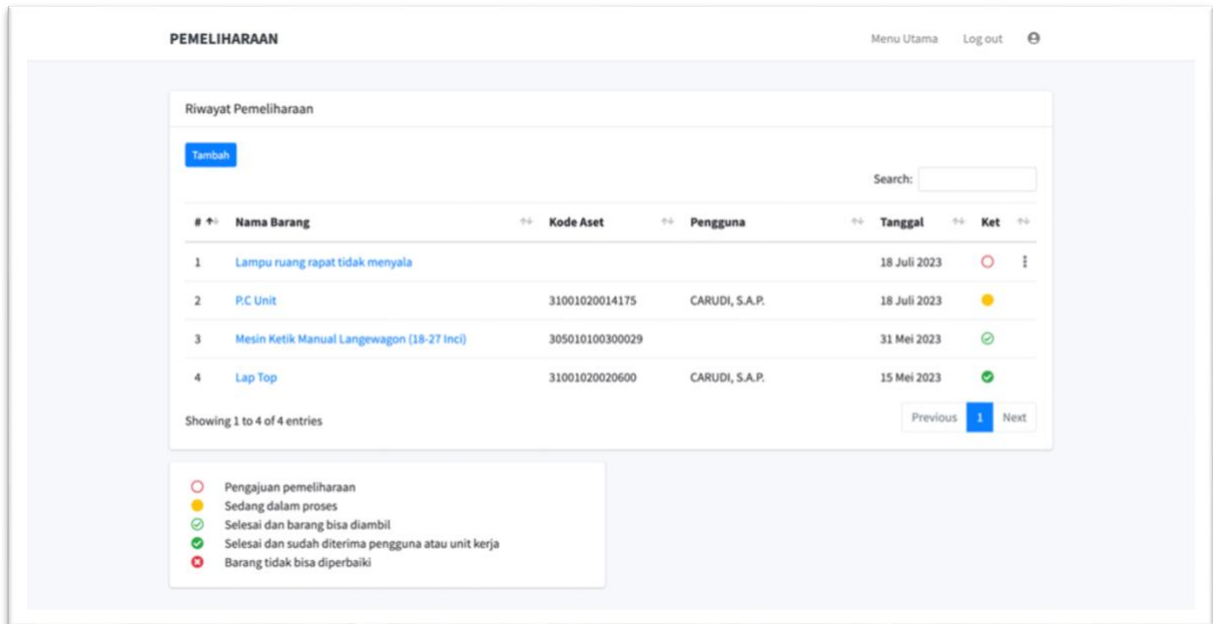 PEMELIHARAAN Menu Utama Log out
Riwayat Pemeliharaan
Tambah
Search:
# Nama Barang Kode Aset Pengguna Tanggal Ket
1 Lampu ruang rapat tidak menyala 18 Juli 2023
2 P.C Unit 31001020014175 CARUDI, S.A.P. 18 Juli 2023
3 Mesin Ketik Manual Langewagon (18-27 Inci) 305010100300029 31 Mei 2023
4 Lap Top 31001020020600 CARUDI, S.A.P. 15 Mei 2023
Showing 1 to 4 of 4 entries Previous 1 Next
Pengajuan pemeliharaan
Sedang dalam proses
Selesai dan barang bisa diambil
Selesai dan sudah diterima pengguna atau unit kerja
Barang tidak bisa diperbaiki